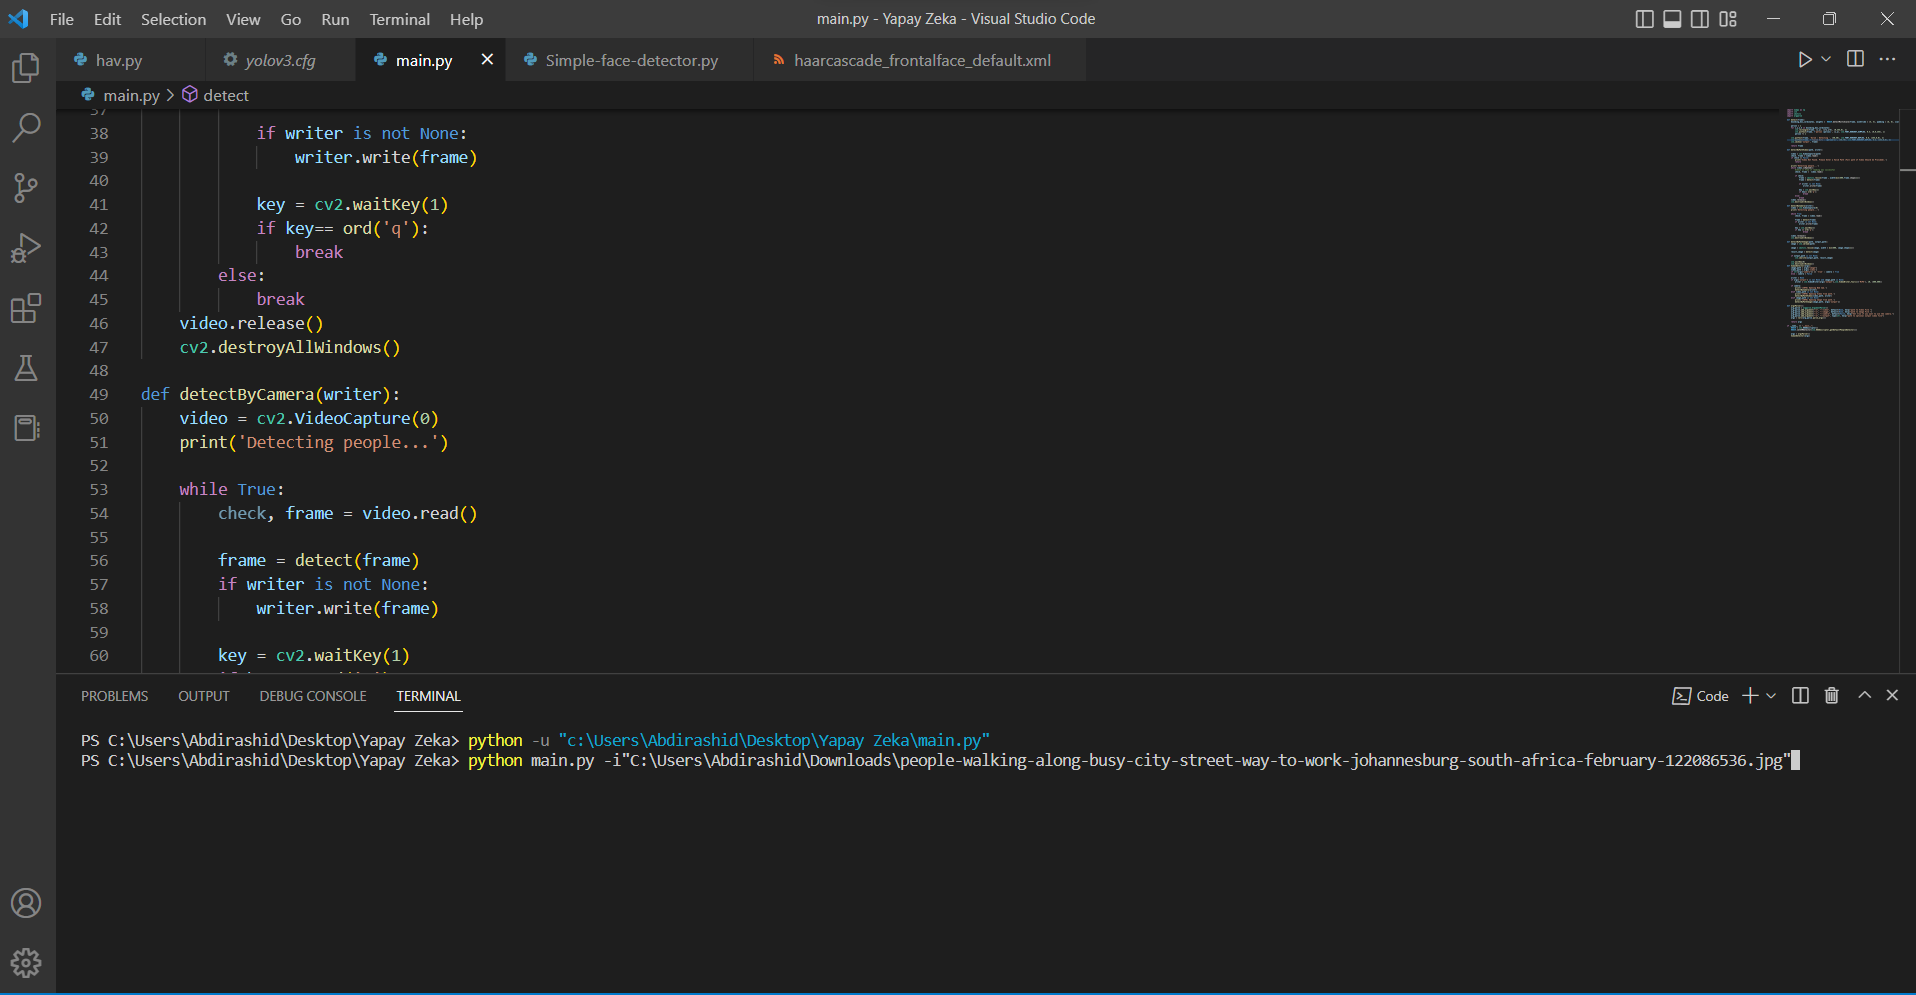 File Edit Selection View Go Run Terminal Help
main.py - Yapay Zeka - Visual Studio Code
hav.py
yolov3.cfg
main.py
Simple-face-detector.py
haarcascade_frontalface_default.xml
main.py > detect
37
38 if writer is not None:
39 writer.write(frame)
40
41 key = cv2.waitKey(1)
42 if key== ord('q'):
43 break
44 else:
45 break
46 video.release()
47 cv2.destroyAllWindows()
48
49 def detectByCamera(writer):
50 video = cv2.VideoCapture(0)
51 print('Detecting people...')
52
53 while True:
54 check, frame = video.read()
55
56 frame = detect(frame)
57 if writer is not None:
58 writer.write(frame)
59
60 key = cv2.waitKey(1)
PROBLEMS OUTPUT DEBUG CONSOLE TERMINAL
Code
PS C:\Users\Abdirashid\Desktop\Yapay Zeka> python -u "c:\Users\Abdirashid\Desktop\Yapay Zeka\main.py"
PS C:\Users\Abdirashid\Desktop\Yapay Zeka> python main.py -i"C:\Users\Abdirashid\Downloads\people-walking-along-busy-city-street-way-to-work-johannesburg-south-africa-february-122086536.jpg"